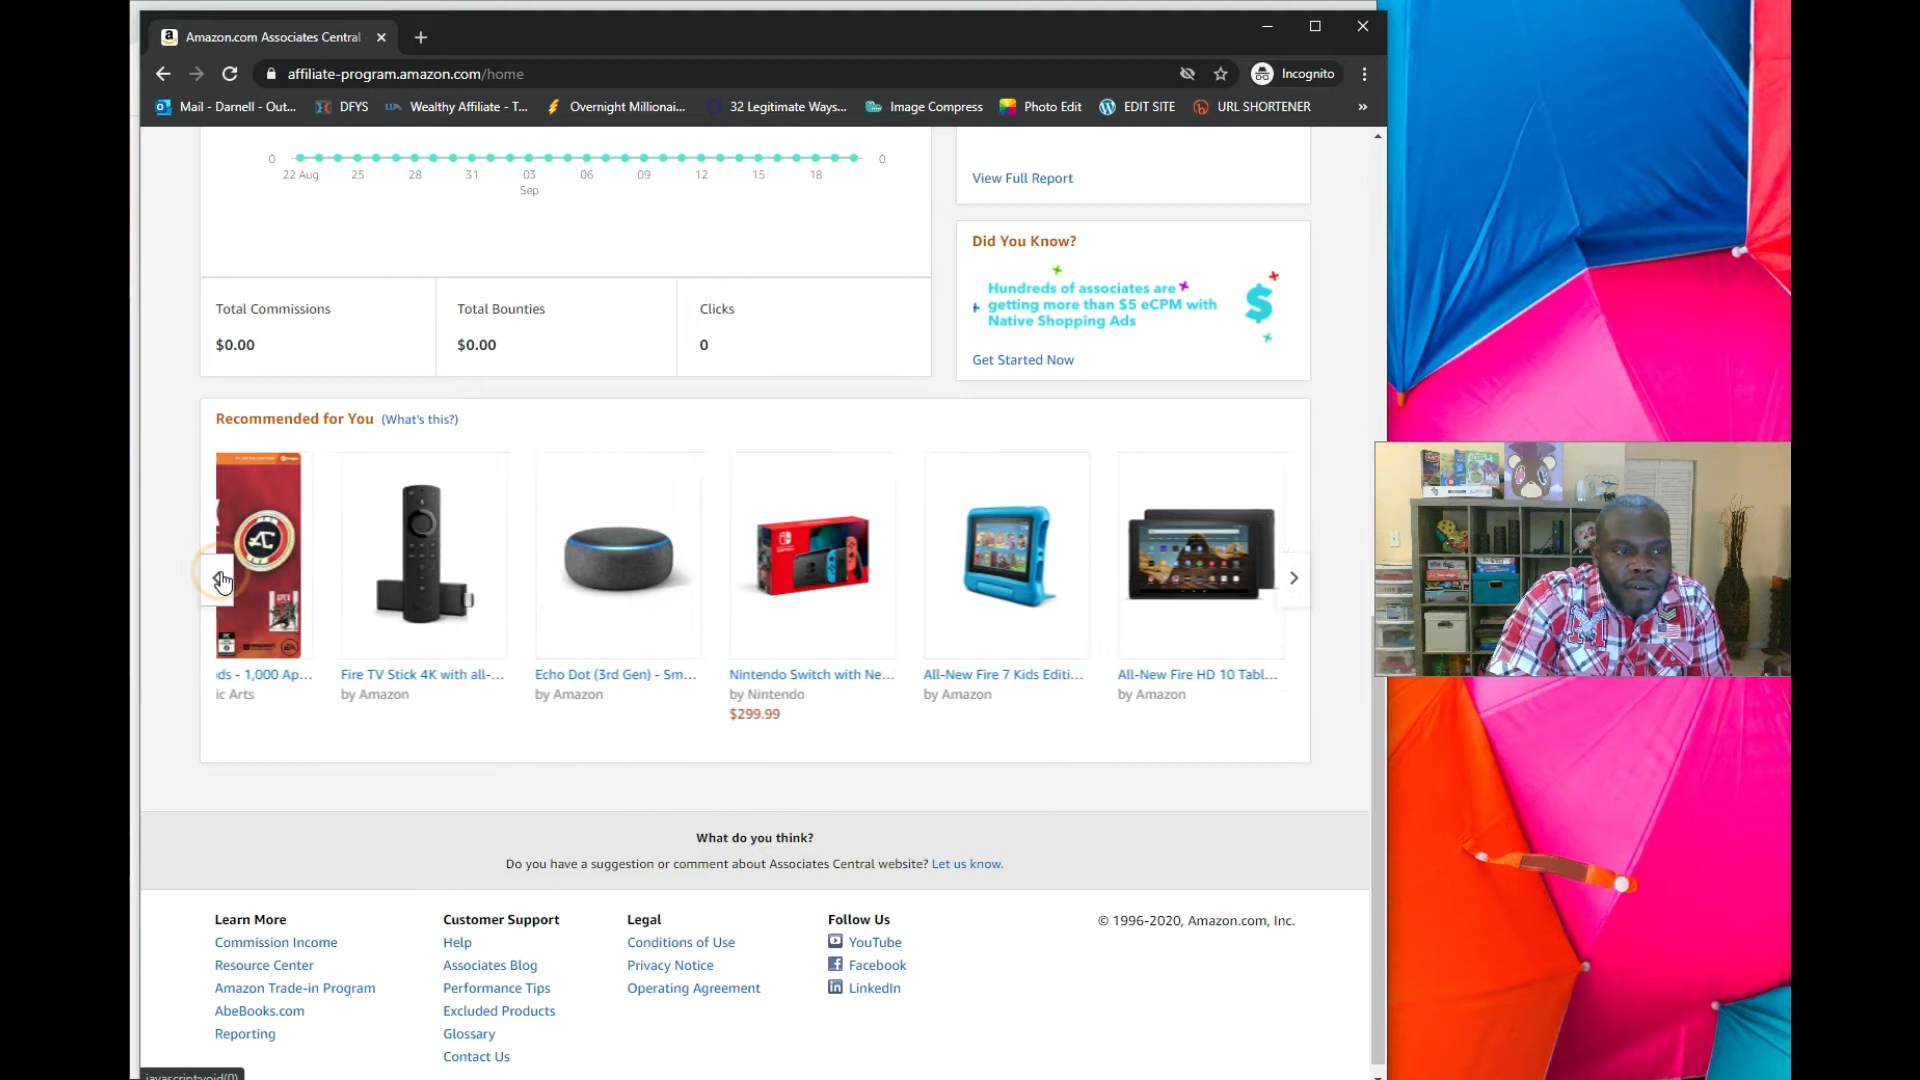 Amazon.com Associates Central
affiliate-program.amazon.com/home
Incognito
Mail - Darnell - Out...
DFYS
Wealthy Affiliate - T...
Overnight Millionai...
32 Legitimate Ways...
Image Compress
Photo Edit
EDIT SITE
URL SHORTENER
»
0
0
22 Aug
25
28
31
03
06
09
12
15
18
Sep
View Full Report
Did You Know?
Hundreds of associates are
getting more than $5 eCPM with
Native Shopping Ads
$
Get Started Now
Total Commissions
$0.00
Total Bounties
$0.00
Clicks
0
Recommended for You (What's this?)
ds - 1,000 Ap...
ic Arts
Fire TV Stick 4K with all-...
by Amazon
Echo Dot (3rd Gen) - Sm...
by Amazon
Nintendo Switch with Ne...
by Nintendo
$299.99
All-New Fire 7 Kids Editi...
by Amazon
All-New Fire HD 10 Tabl...
by Amazon
What do you think?
Do you have a suggestion or comment about Associates Central website? Let us know.
Learn More
Commission Income
Resource Center
Amazon Trade-in Program
AbeBooks.com
Reporting
Customer Support
Help
Associates Blog
Performance Tips
Excluded Products
Glossary
Contact Us
Legal
Conditions of Use
Privacy Notice
Operating Agreement
Follow Us
YouTube
Facebook
LinkedIn
© 1996-2020, Amazon.com, Inc.
javascript:void(0)